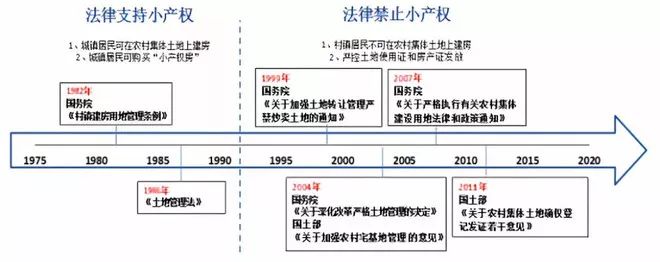 法律支持小产权
法律禁止小产权
1、城镇居民可在农村集体土地上建房
2、城镇居民可购买“小产权房”
1、村镇居民不可在农村集体土地上建房
2、严控土地使用证和房产证发放
1982年
国务院
《村镇建房用地管理条例》
1999年
国务院
《关于加强土地转让管理严
禁炒卖土地的通知》
2007年
国务院
《关于严格执行有关农村集体
建设用地法律和政策通知》
1975 1980 1985 1990 1995 2000 2005 2010 2015 2020
1986年
《土地管理法》
2004年
国务院
《关于深化改革严格土地管理的决定》
国土部
《关于加强农村宅基地管理的意见》
2011年
国土部
《关于农村集体土地确权登
记发证若干意见》